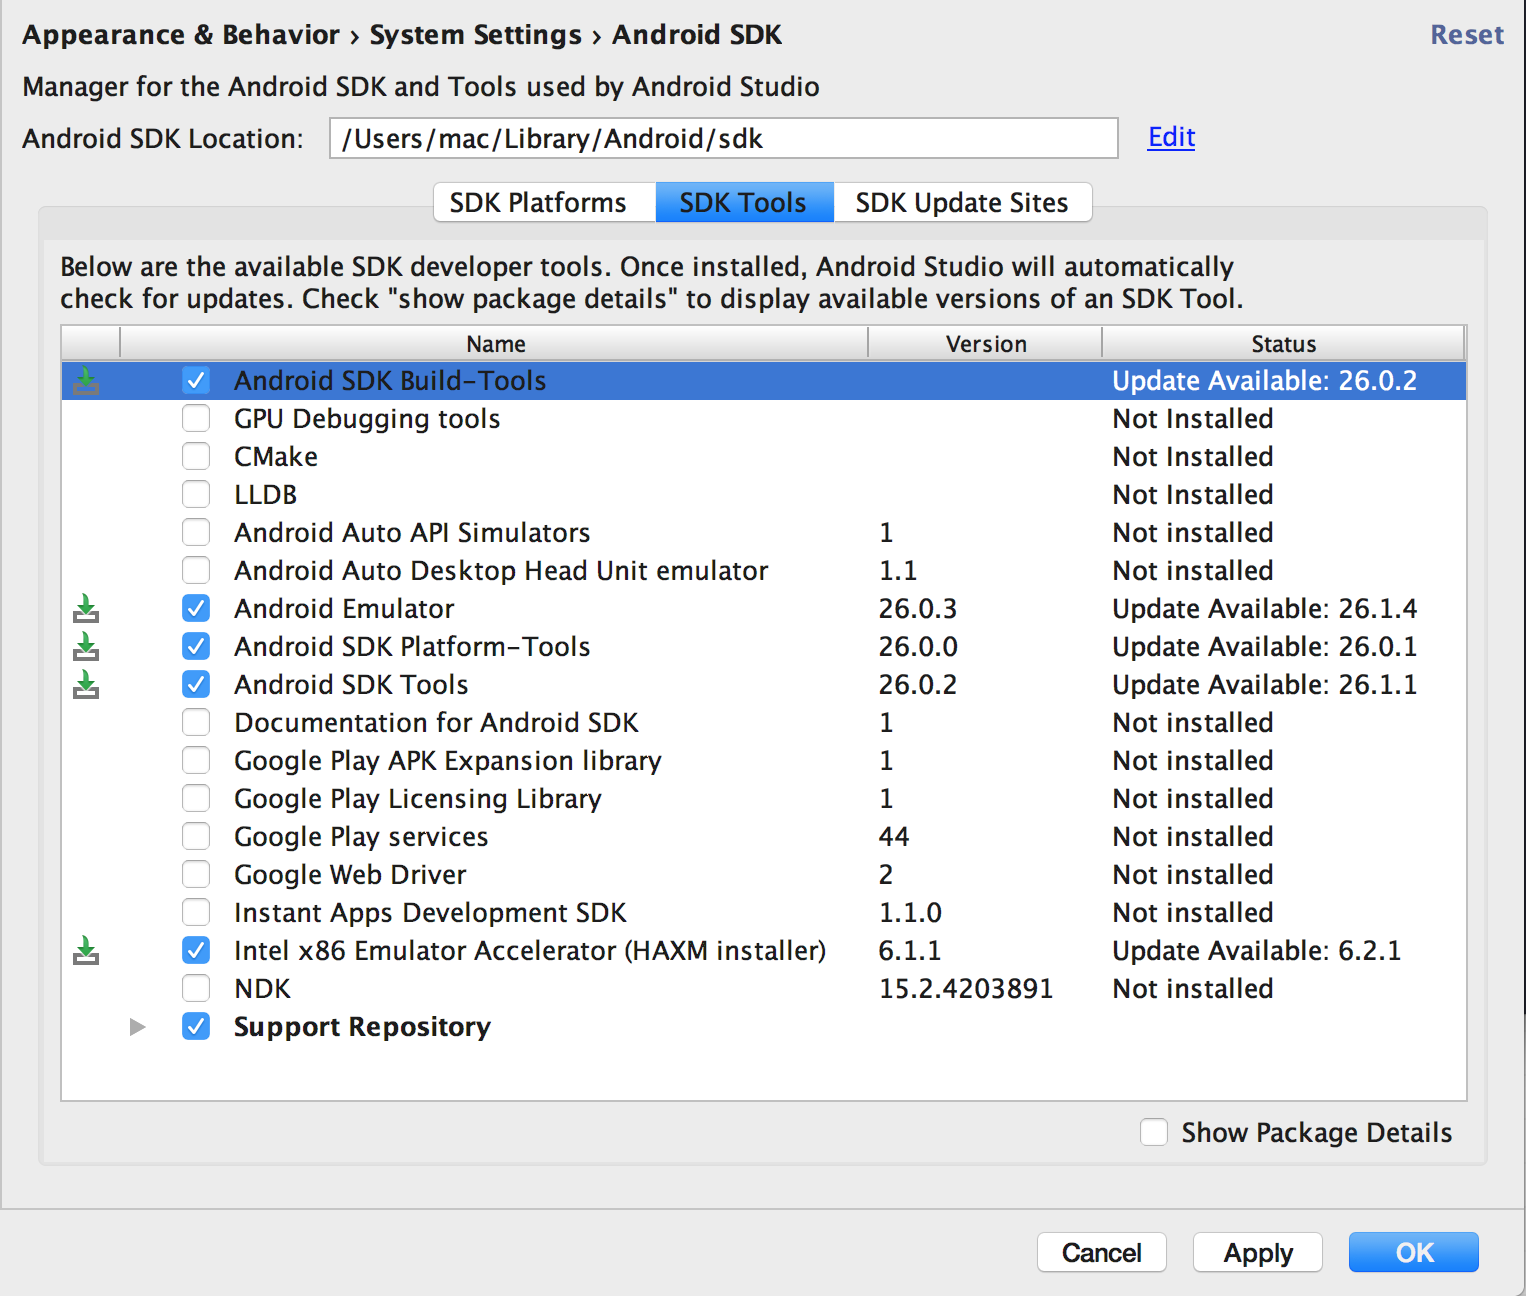 Appearance & Behavior › System Settings › Android SDK
Reset
Manager for the Android SDK and Tools used by Android Studio
Android SDK Location: /Users/mac/Library/Android/sdk Edit
SDK Platforms SDK Tools SDK Update Sites
Below are the available SDK developer tools. Once installed, Android Studio will automatically
check for updates. Check "show package details" to display available versions of an SDK Tool.
Name Version Status
Android SDK Build-Tools Update Available: 26.0.2
GPU Debugging tools Not Installed
CMake Not Installed
LLDB Not Installed
Android Auto API Simulators 1 Not installed
Android Auto Desktop Head Unit emulator 1.1 Not installed
Android Emulator 26.0.3 Update Available: 26.1.4
Android SDK Platform-Tools 26.0.0 Update Available: 26.0.1
Android SDK Tools 26.0.2 Update Available: 26.1.1
Documentation for Android SDK 1 Not installed
Google Play APK Expansion library 1 Not installed
Google Play Licensing Library 1 Not installed
Google Play services 44 Not installed
Google Web Driver 2 Not installed
Instant Apps Development SDK 1.1.0 Not installed
Intel x86 Emulator Accelerator (HAXM installer) 6.1.1 Update Available: 6.2.1
NDK 15.2.4203891 Not installed
Support Repository
Show Package Details
Cancel Apply OK